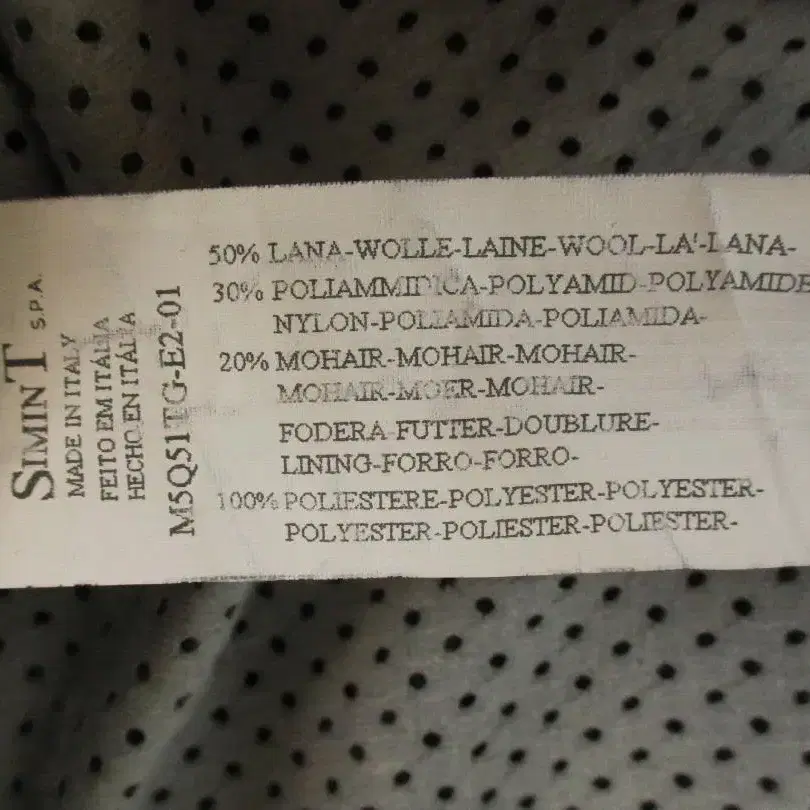 SIMINT S.P.A.
MADE IN ITALY
FEITO EM ITÁLIA
HECHO EN ITÁLIA
M5Q51TG-E2-01
50% LANA-WOLLE-LAINE-WOOL-LA'-LANA-
30% POLIAMMIDICA-POLYAMID-POLYAMIDE
NYLON-POLIAMIDA-POLIAMIDA-
20% MOHAIR-MOHAIR-MOHAIR-
MOHAIR-MOER-MOHAIR-
FODERA-FUTTER-DOUBLURE-
LINING-FORRO-FORRO-
100% POLIESTERE-POLYESTER-POLYESTER-
POLYESTER-POLIESTER-POLIESTER-